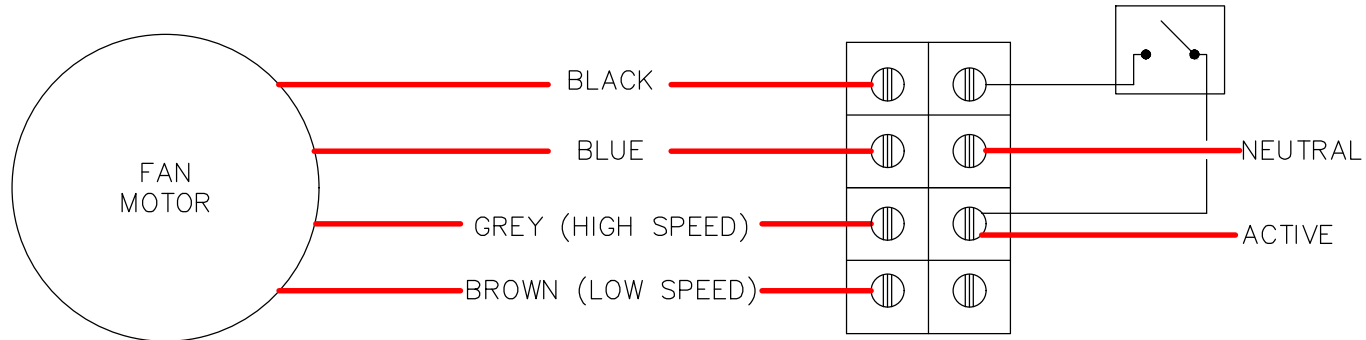 BLACK
BLUE
NEUTRAL
FAN
MOTOR
GREY (HIGH SPEED)
ACTIVE
BROWN (LOW SPEED)